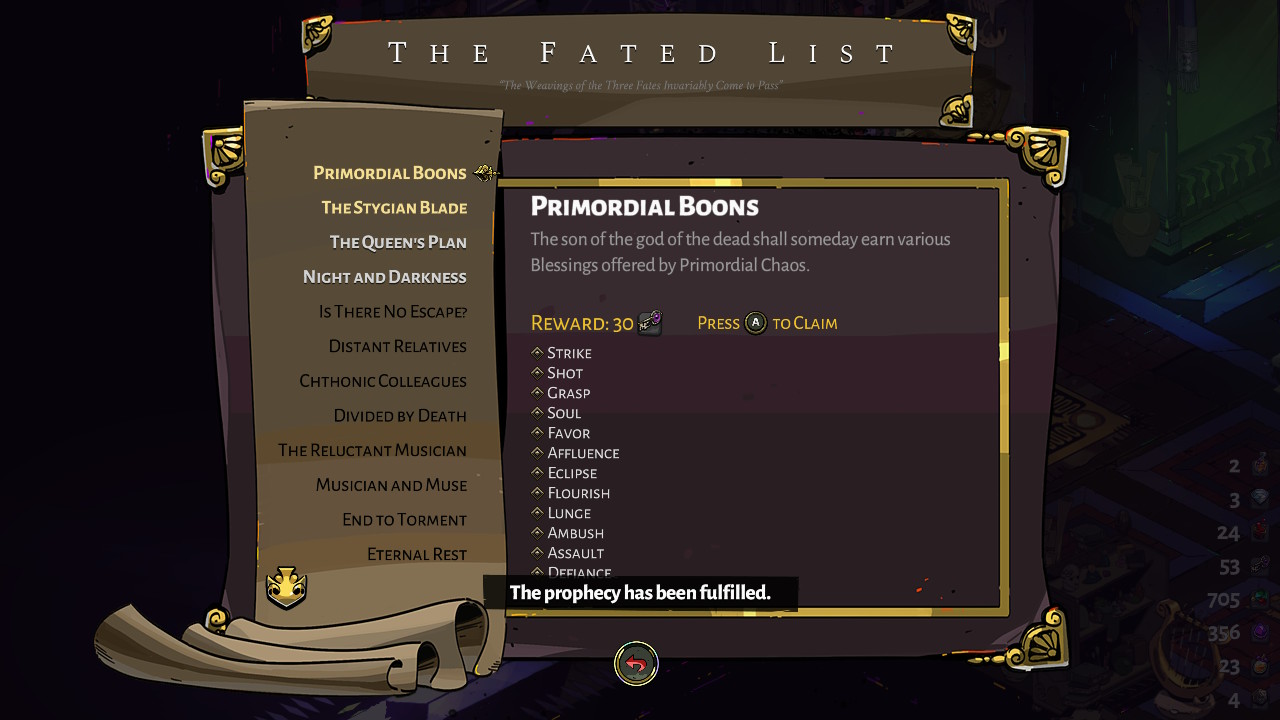 The Fated List
"The Weavings of the Three Fates Invariably Come to Pass"
Primordial Boons
The Stygian Blade
The Queen's Plan
Night and Darkness
Is There No Escape?
Distant Relatives
Chthonic Colleagues
Divided by Death
The Reluctant Musician
Musician and Muse
End to Torment
Eternal Rest
Primordial Boons
The son of the god of the dead shall someday earn various
Blessings offered by Primordial Chaos.
Reward: 30 Press A to Claim
Strike
Shot
Grasp
Soul
Favor
Affluence
Eclipse
Flourish
Lunge
Ambush
Assault
Defiance
The prophecy has been fulfilled.
2
3
24
53
705
356
23
4